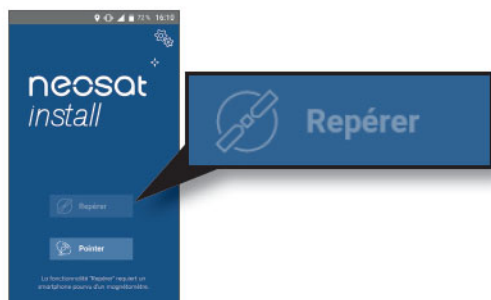 72% 16:10
neosat
install
Repérer
Repérer
Pointer
La fonctionnalité "Repérer" requiert un
smartphone pourvu d'un magnétomètre.